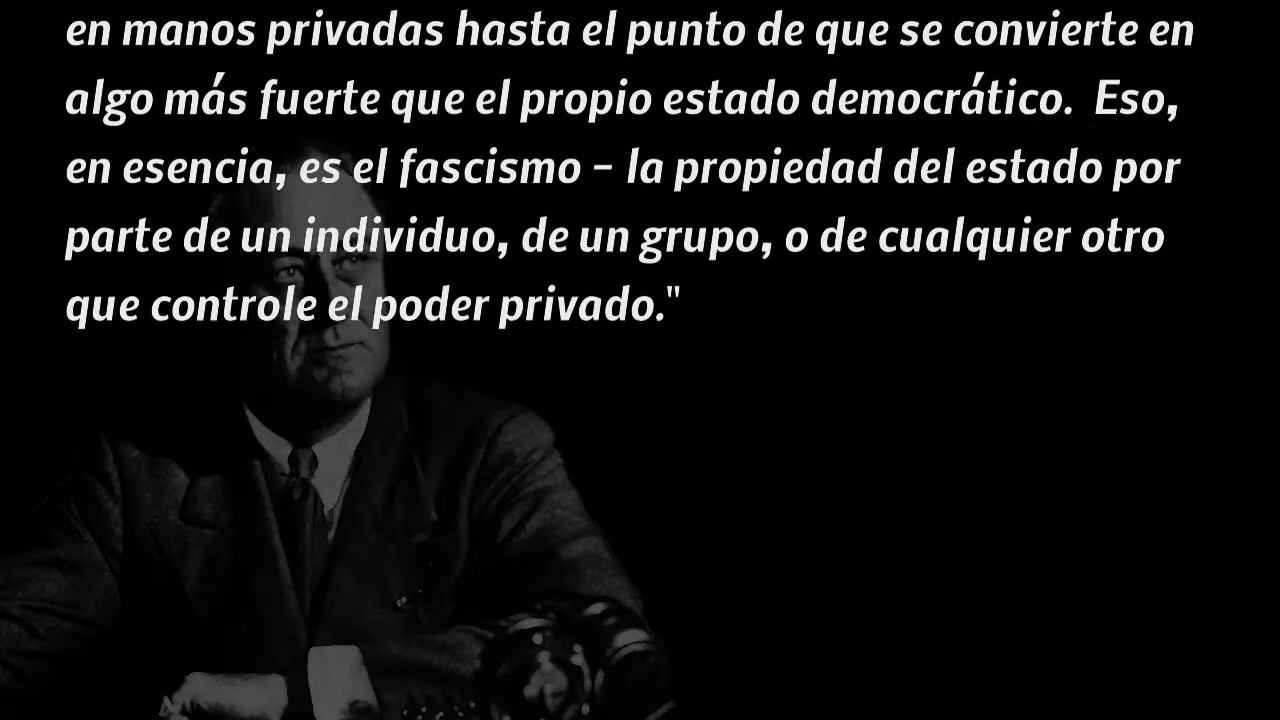 en manos privadas hasta el punto de que se convierte en
algo más fuerte que el propio estado democrático.  Eso,
en esencia, es el fascismo – la propiedad del estado por
parte de un individuo, de un grupo, o de cualquier otro
que controle el poder privado."